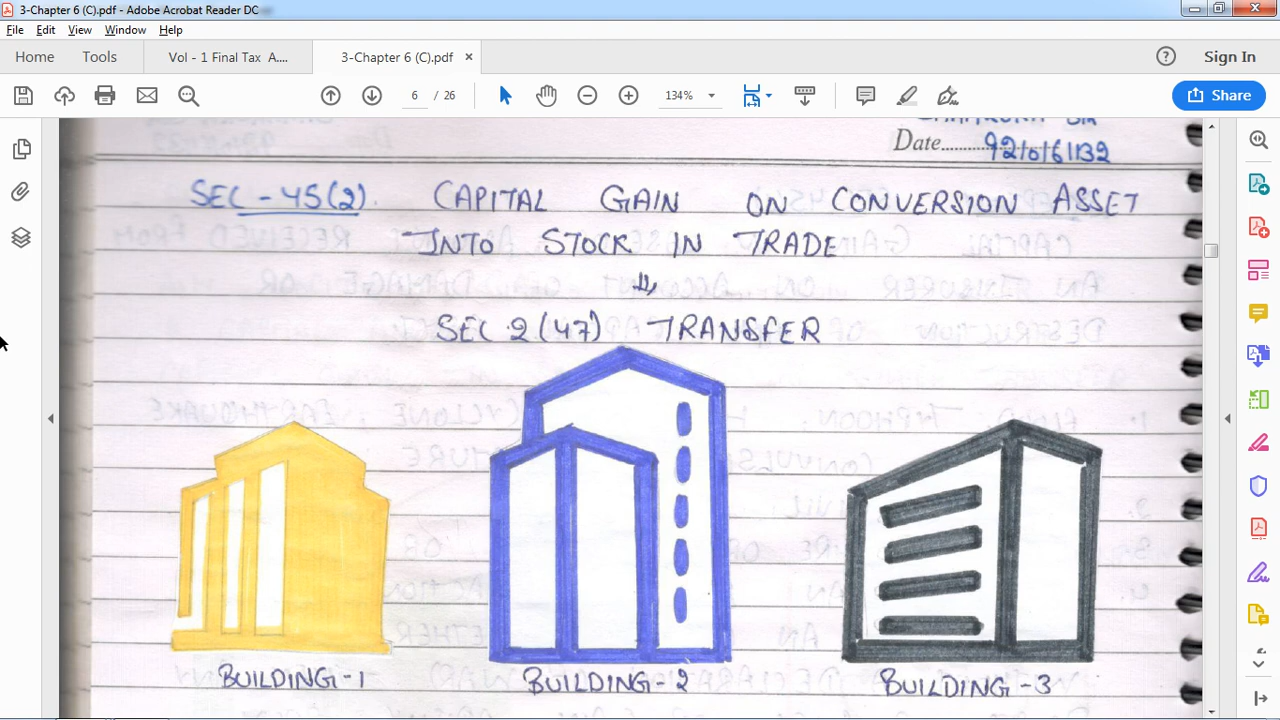 3-Chapter 6 (C).pdf - Adobe Acrobat Reader DC
File Edit View Window Help
Home Tools Vol - 1 Final Tax A.... 3-Chapter 6 (C).pdf × Sign In
6 / 26 134% Share
Date
SEC - 45(2). CAPITAL GAIN ON CONVERSION ASSET
INTO STOCK IN TRADE
SEC 2(47) TRANSFER
BUILDING-1 BUILDING-2 BUILDING-3